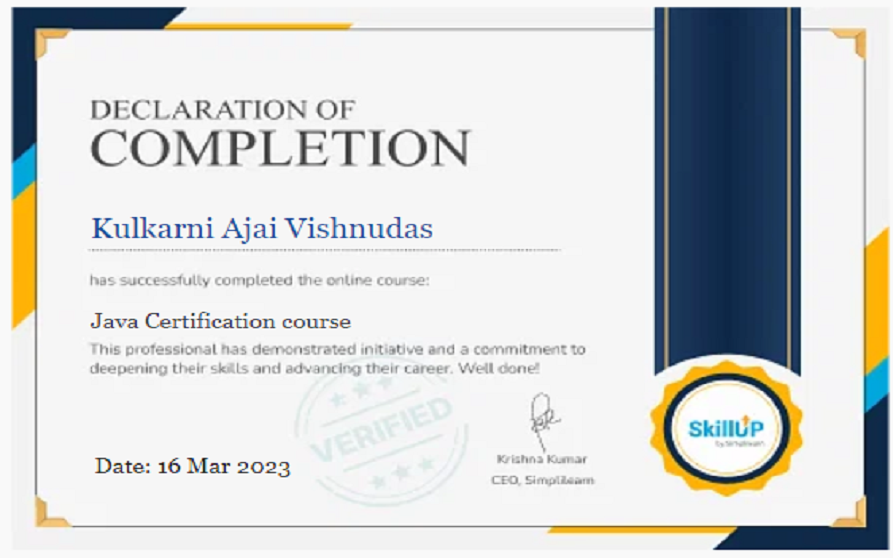 DECLARATION OF
COMPLETION
Kulkarni Ajai Vishnudas
has successfully completed the online course:
Java Certification course
This professional has demonstrated initiative and a commitment to
deepening their skills and advancing their career. Well done!
VERIFIED
Date: 16 Mar 2023
Krishna Kumar
CEO, Simplilearn
SkillUP
by Simplilearn